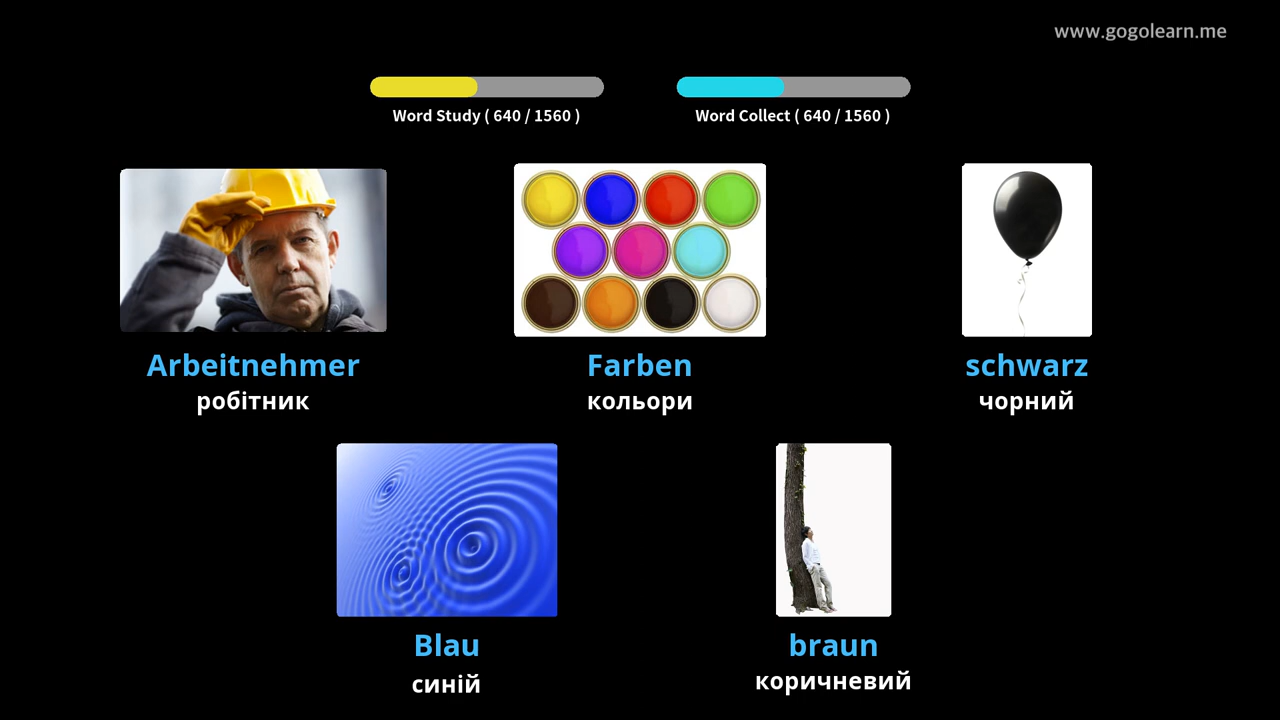 www.gogolearn.me
Word Study ( 640 / 1560 )
Word Collect ( 640 / 1560 )
Arbeitnehmer
робітник
Farben
кольори
schwarz
чорний
Blau
синій
braun
коричневий